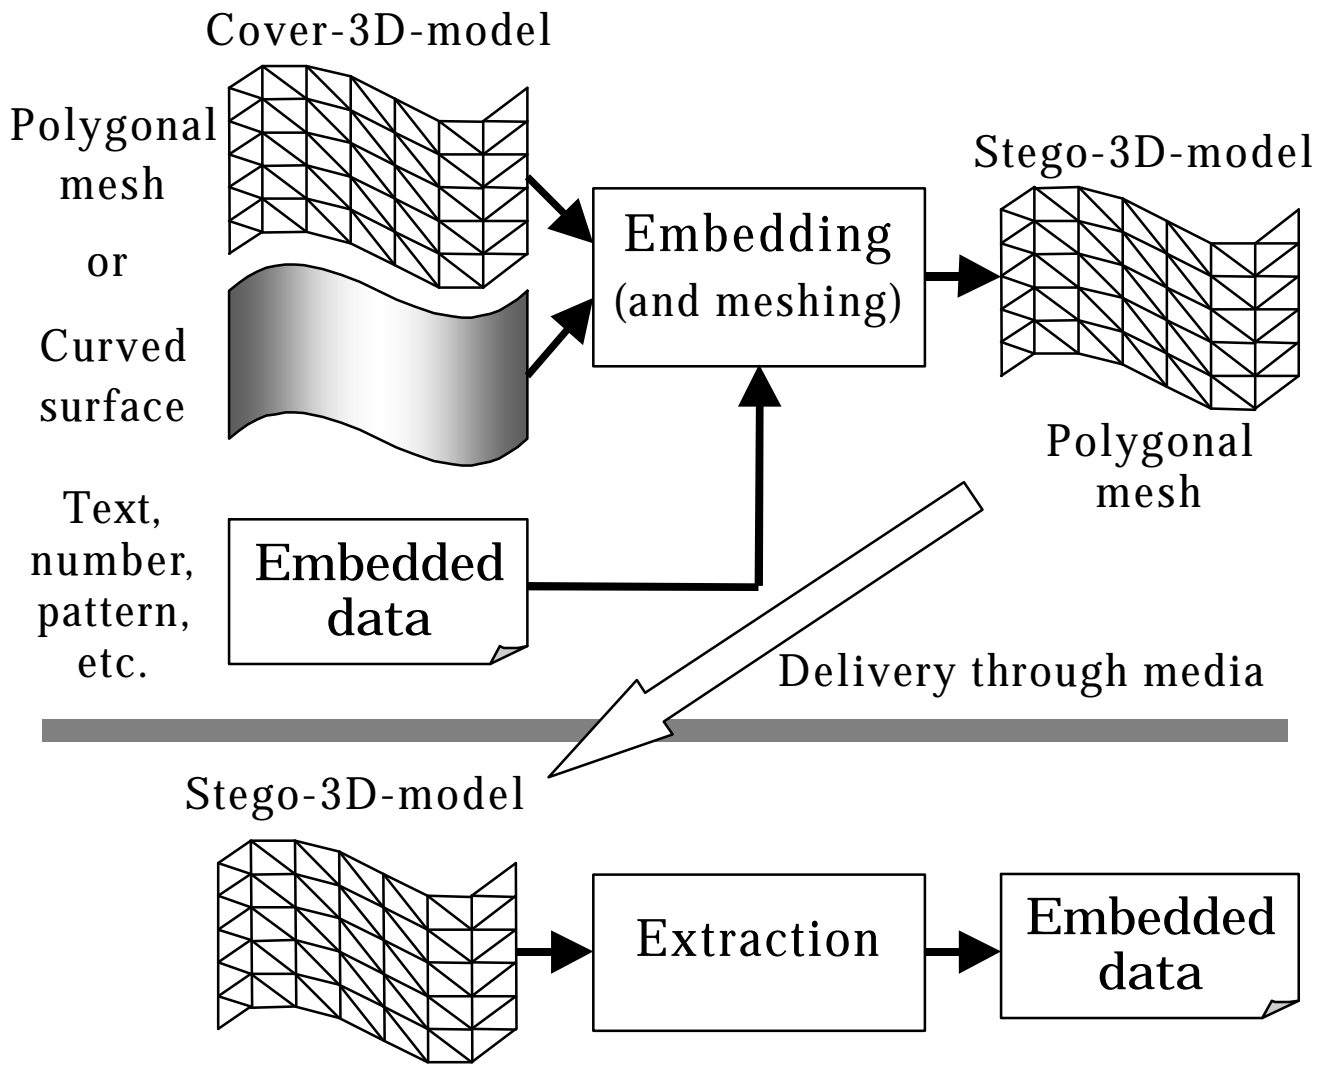 Cover-3D-model
Polygonal
mesh
or
Curved
surface
Text,
number,
pattern,
etc.
Embedded
data
Embedding
(and meshing)
Stego-3D-model
Polygonal
mesh
Delivery through media
Stego-3D-model
Extraction
Embedded
data